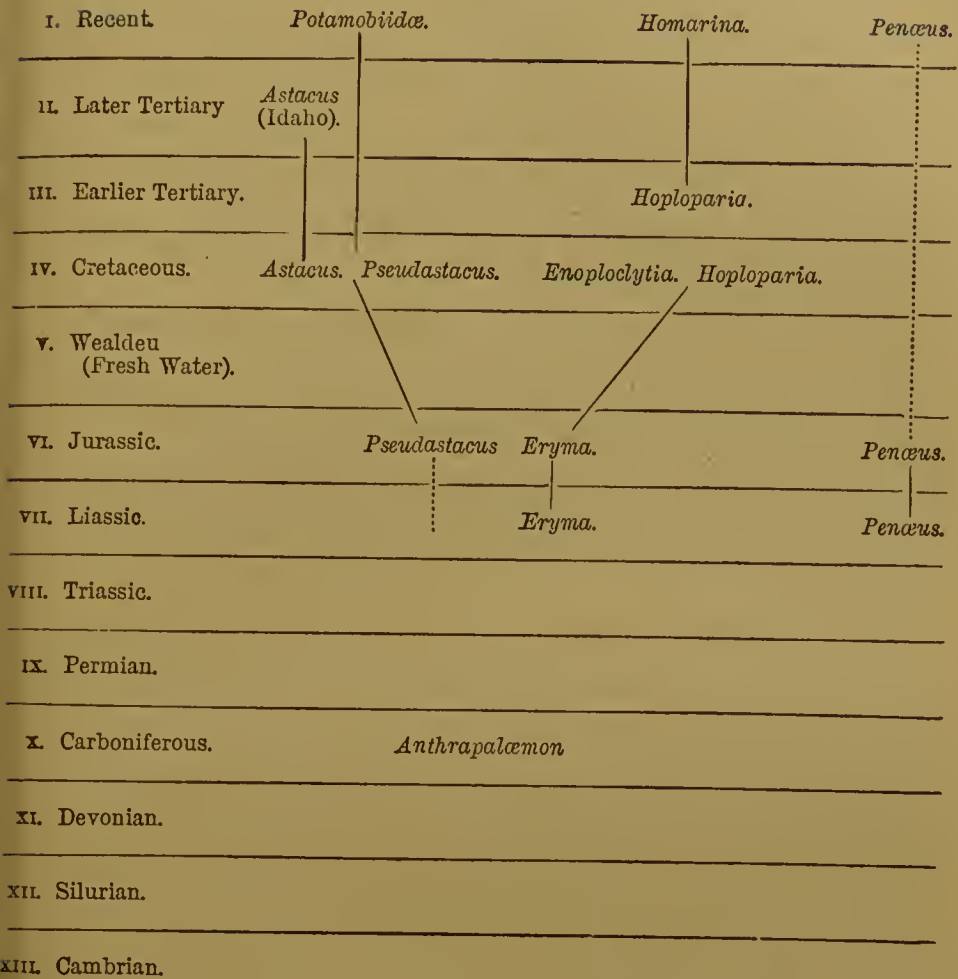 I. Recent. Potamobiidæ. Homarina. Penæus.
II. Later Tertiary Astacus
(Idaho).
III. Earlier Tertiary. Hoploparia.
IV. Cretaceous. Astacus. Pseudastacus. Enoploclytia. Hoploparia.
V. Wealdeu
(Fresh Water).
VI. Jurassic. Pseudastacus Eryma. Penæus.
VII. Liassic. Eryma. Penæus.
VIII. Triassic.
IX. Permian.
X. Carboniferous. Anthrapalæmon
XI. Devonian.
XII. Silurian.
XIII. Cambrian.